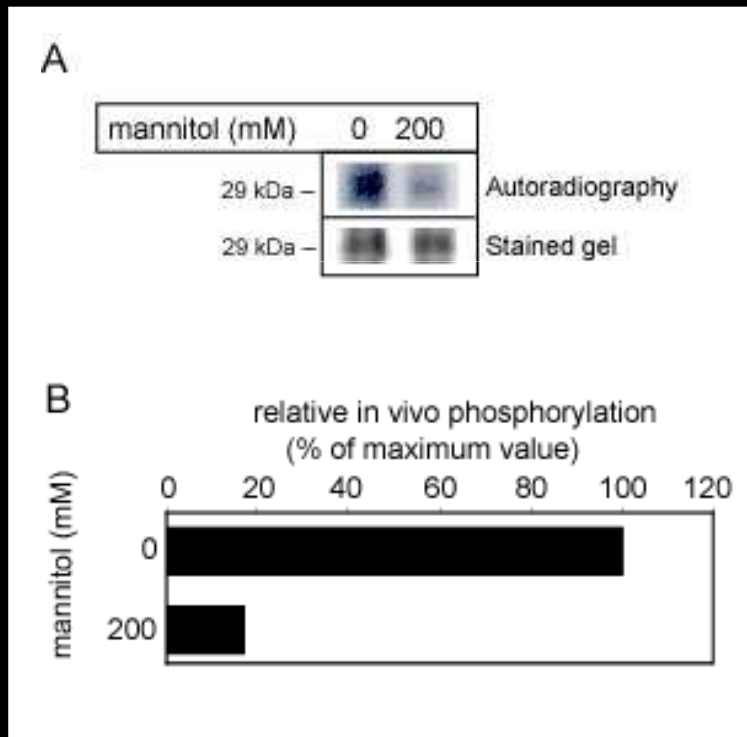 A
mannitol (mM) 0 200
29 kDa – Autoradiography
29 kDa – Stained gel
B
relative in vivo phosphorylation
(% of maximum value)
0 20 40 60 80 100 120
mannitol (mM)
0
200